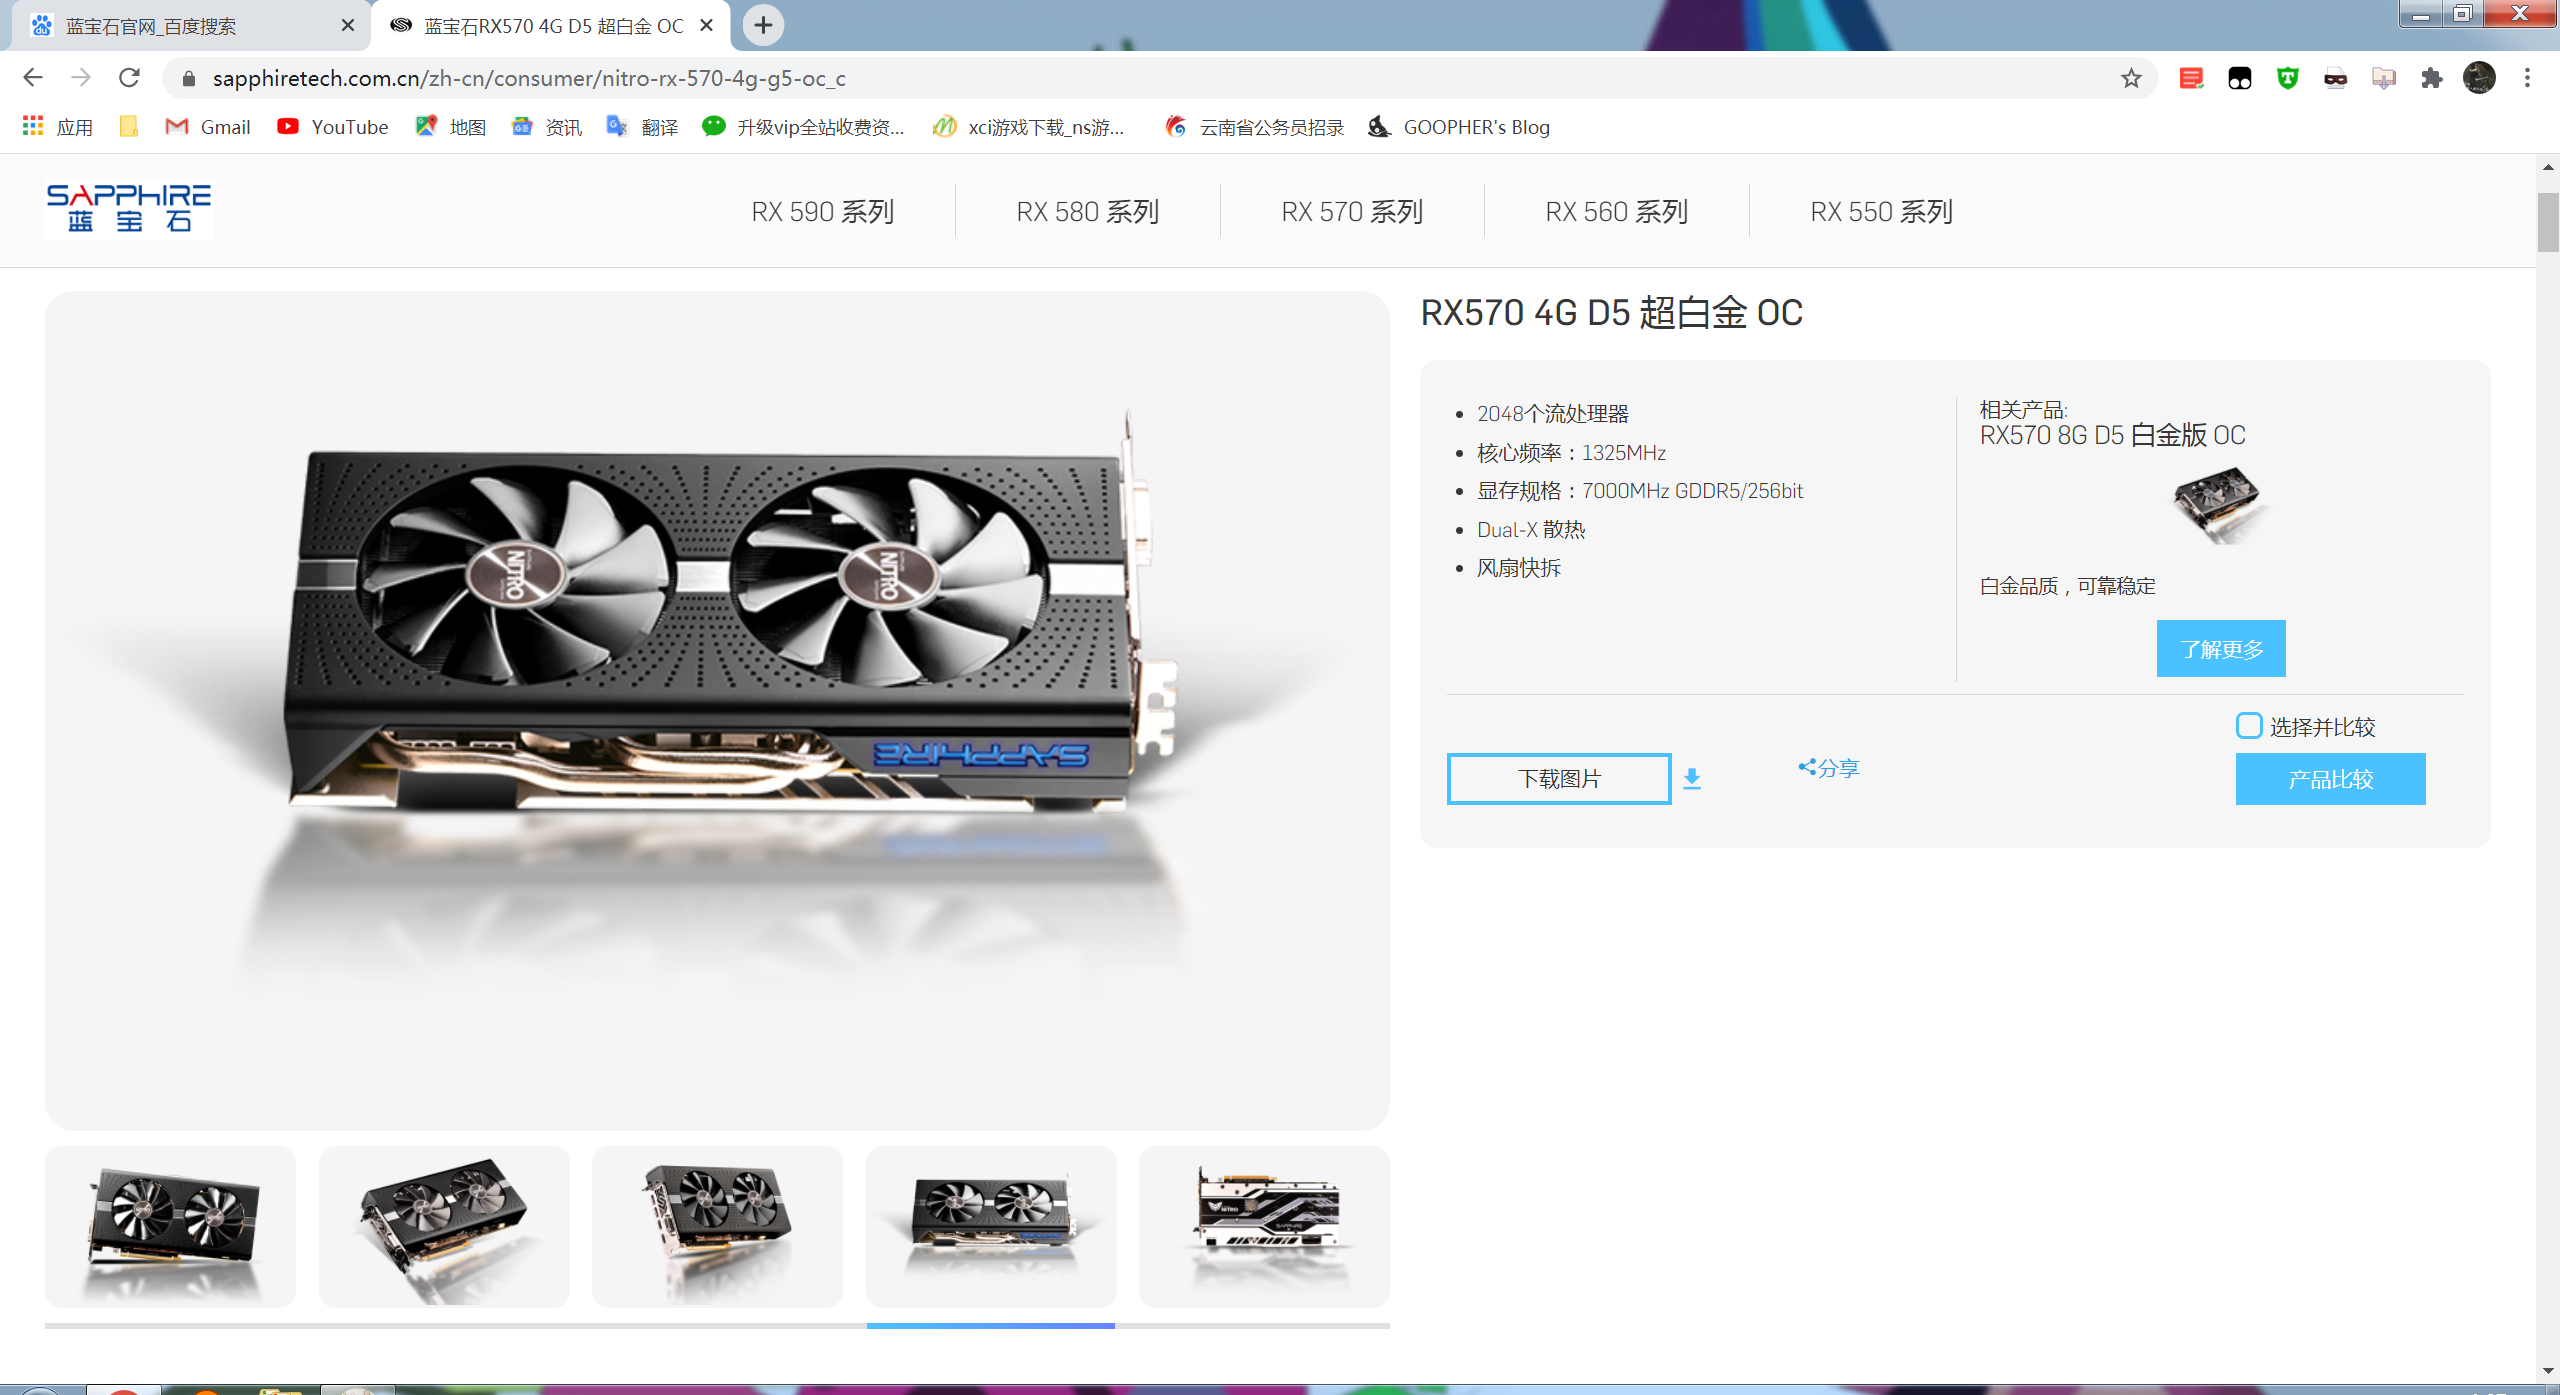 蓝宝石官网_百度搜索
蓝宝石RX570 4G D5 超白金 OC
sapphiretech.com.cn/zh-cn/consumer/nitro-rx-570-4g-g5-oc_c
应用
Gmail
YouTube
地图
资讯
翻译
升级vip全站收费资...
xci游戏下载_ns游...
云南省公务员招录
GOOPHER's Blog
SAPPHIRE
蓝宝石
RX 590 系列
RX 580 系列
RX 570 系列
RX 560 系列
RX 550 系列
RX570 4G D5 超白金 OC
2048个流处理器
核心频率：1325MHz
显存规格：7000MHz GDDR5/256bit
Dual-X 散热
风扇快拆
相关产品:
RX570 8G D5 白金版 OC
白金品质，可靠稳定
了解更多
选择并比较
下载图片
分享
产品比较
NITRO
NITRO
SAPPHIRE
NITRO
SAPPHIRE